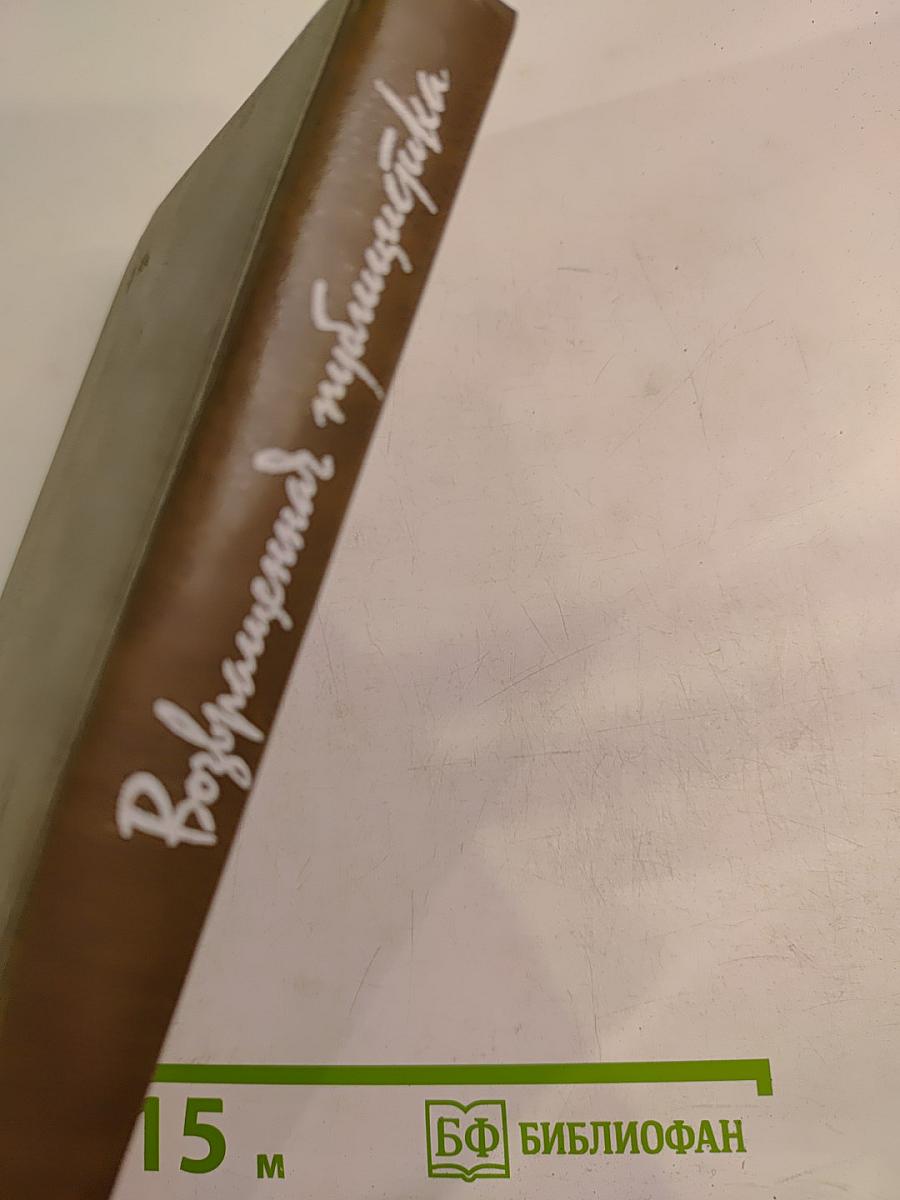 Возвращенная публицистика
15 м
БФ БИБЛИОФАН